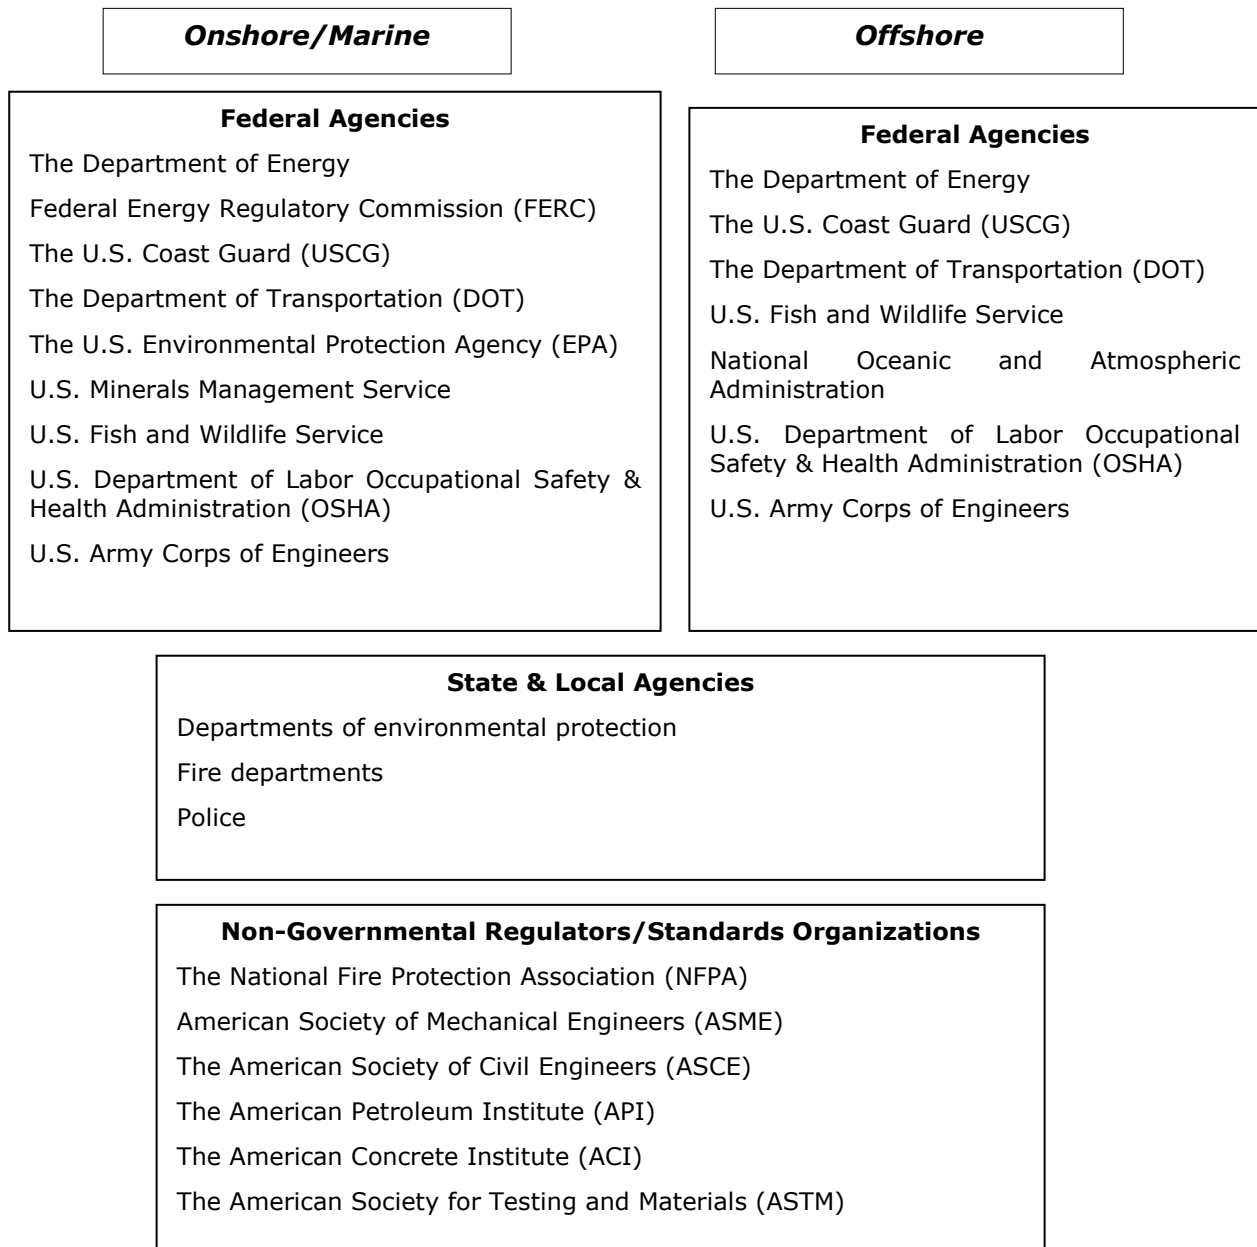 Onshore/Marine
Offshore
Federal Agencies
The Department of Energy
Federal Energy Regulatory Commission (FERC)
The U.S. Coast Guard (USCG)
The Department of Transportation (DOT)
The U.S. Environmental Protection Agency (EPA)
U.S. Minerals Management Service
U.S. Fish and Wildlife Service
U.S. Department of Labor Occupational Safety &
Health Administration (OSHA)
U.S. Army Corps of Engineers
Federal Agencies
The Department of Energy
The U.S. Coast Guard (USCG)
The Department of Transportation (DOT)
U.S. Fish and Wildlife Service
National Oceanic and Atmospheric
Administration
U.S. Department of Labor Occupational
Safety & Health Administration (OSHA)
U.S. Army Corps of Engineers
State & Local Agencies
Departments of environmental protection
Fire departments
Police
Non-Governmental Regulators/Standards Organizations
The National Fire Protection Association (NFPA)
American Society of Mechanical Engineers (ASME)
The American Society of Civil Engineers (ASCE)
The American Petroleum Institute (API)
The American Concrete Institute (ACI)
The American Society for Testing and Materials (ASTM)